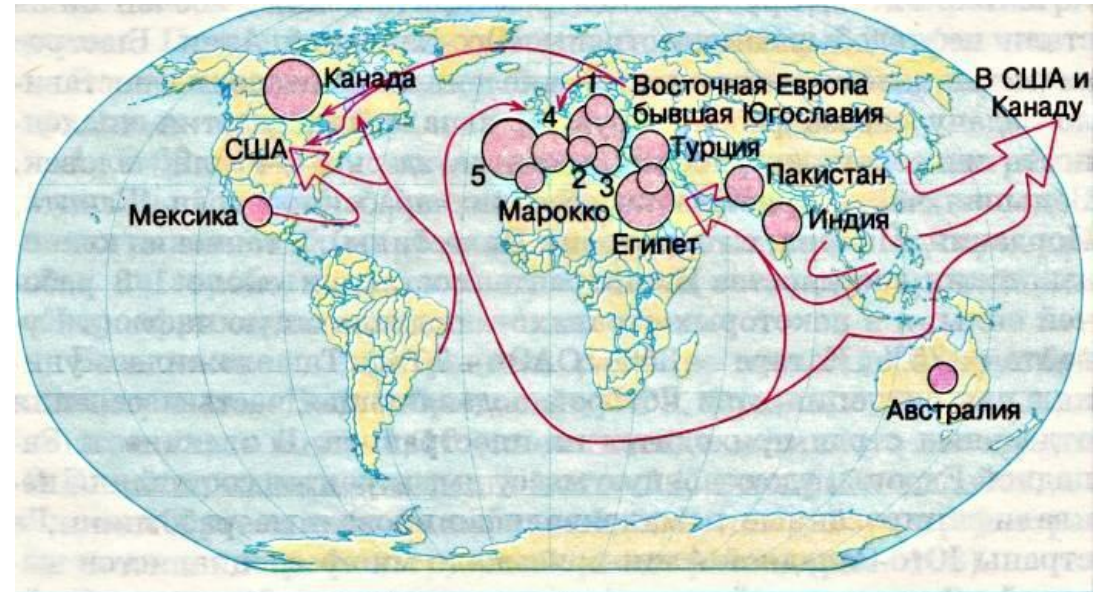 Канада
США
Мексика
1
4
5
2
3
Восточная Европа
бывшая Югославия
Турция
Пакистан
Индия
Марокко
Египет
В США и
Канаду
Австралия